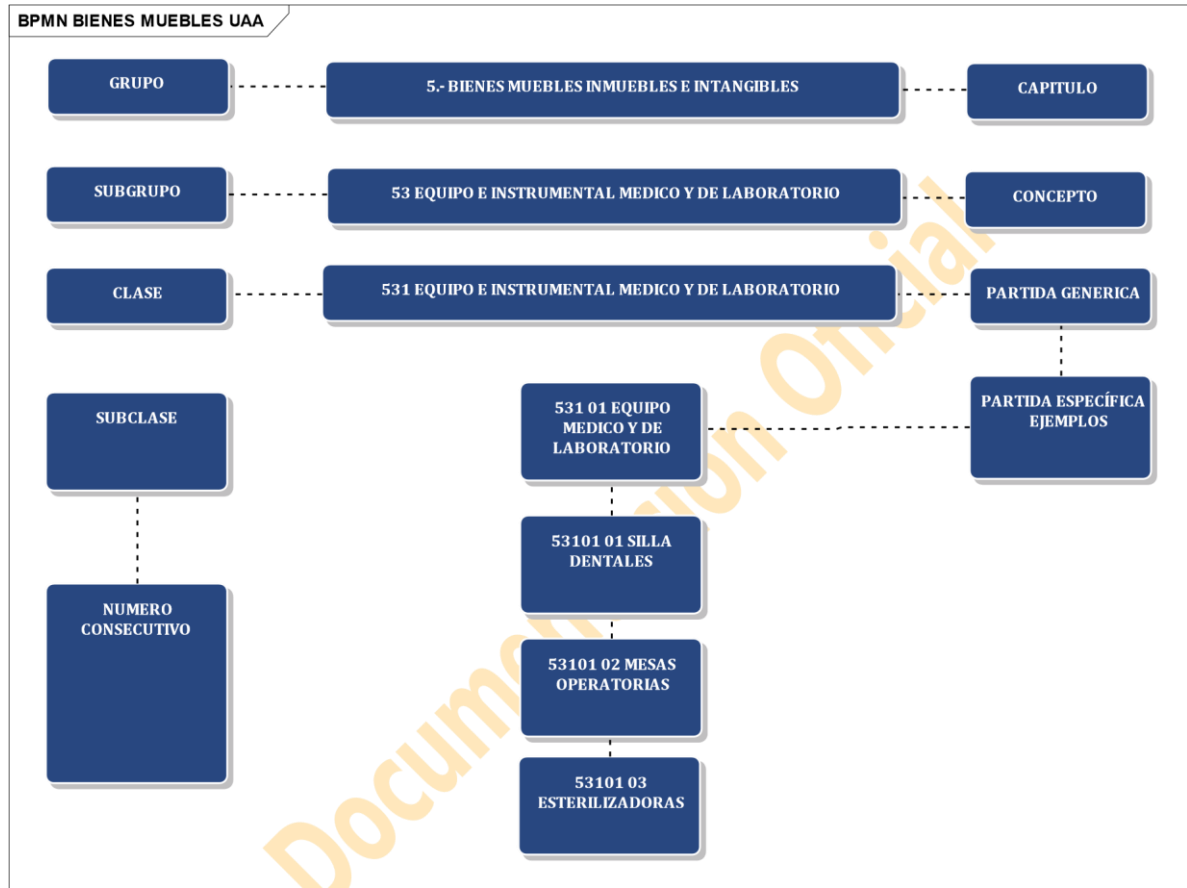 BPMN BIENES MUEBLES UAA
GRUPO
5.- BIENES MUEBLES INMUEBLES E INTANGIBLES
CAPITULO
SUBGRUPO
53 EQUIPO E INSTRUMENTAL MEDICO Y DE LABORATORIO
CONCEPTO
CLASE
531 EQUIPO E INSTRUMENTAL MEDICO Y DE LABORATORIO
PARTIDA GENERICA
SUBCLASE
531 01 EQUIPO
MEDICO Y DE
LABORATORIO
PARTIDA ESPECÍFICA
EJEMPLOS
53101 01 SILLA
DENTALES
NUMERO
CONSECUTIVO
53101 02 MESAS
OPERATORIAS
53101 03
ESTERILIZADORAS
Oficial